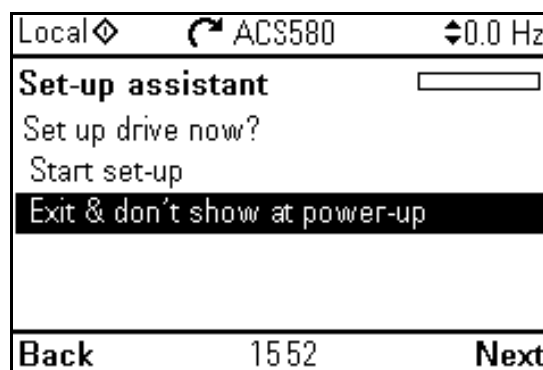 Local ACS580 0.0 Hz
Set-up assistant
Set up drive now?
Start set-up
Exit & don't show at power-up
Back 15 52 Next